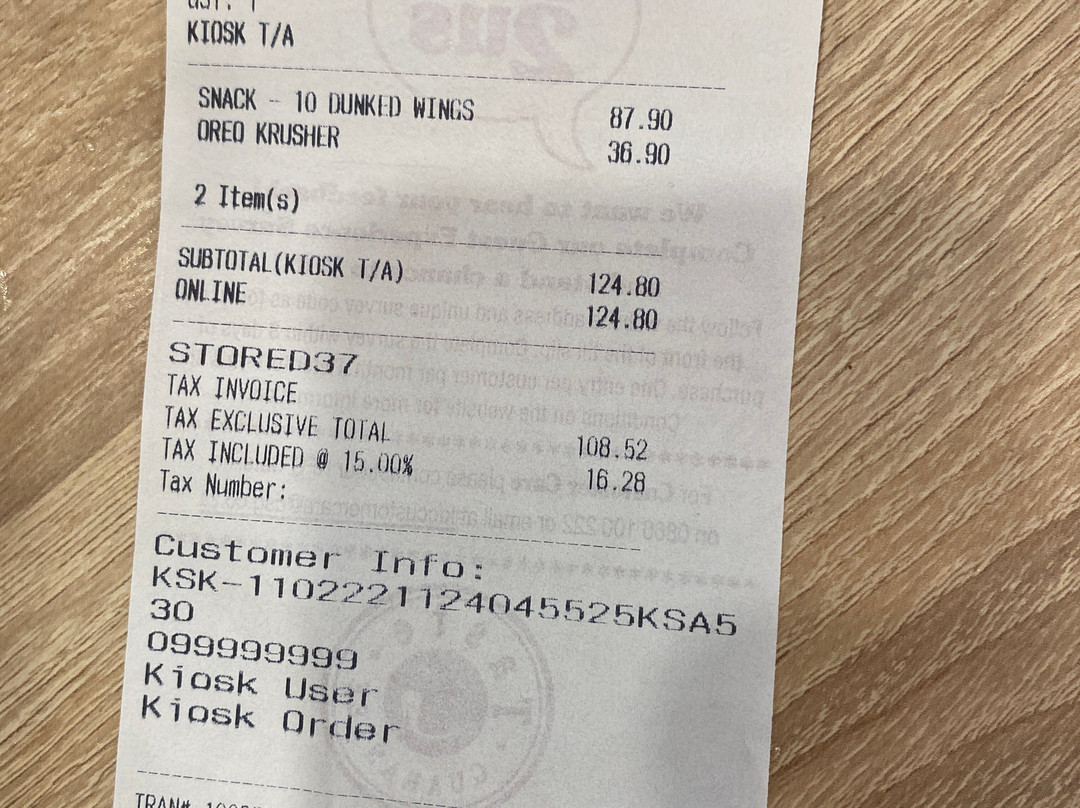 KIOSK T/A
SNACK - 10 DUNKED WINGS 87.90
OREO KRUSHER 36.90
2 Item(s)
SUBTOTAL(KIOSK T/A) 124.80
ONLINE 124.80
STORED37
TAX INVOICE
TAX EXCLUSIVE TOTAL 108.52
TAX INCLUDED @ 15.00% 16.28
Tax Number:
Customer Info:
KSK-1102221124045525KSA5
30
099999999
Kiosk User
Kiosk Order
TRAN#